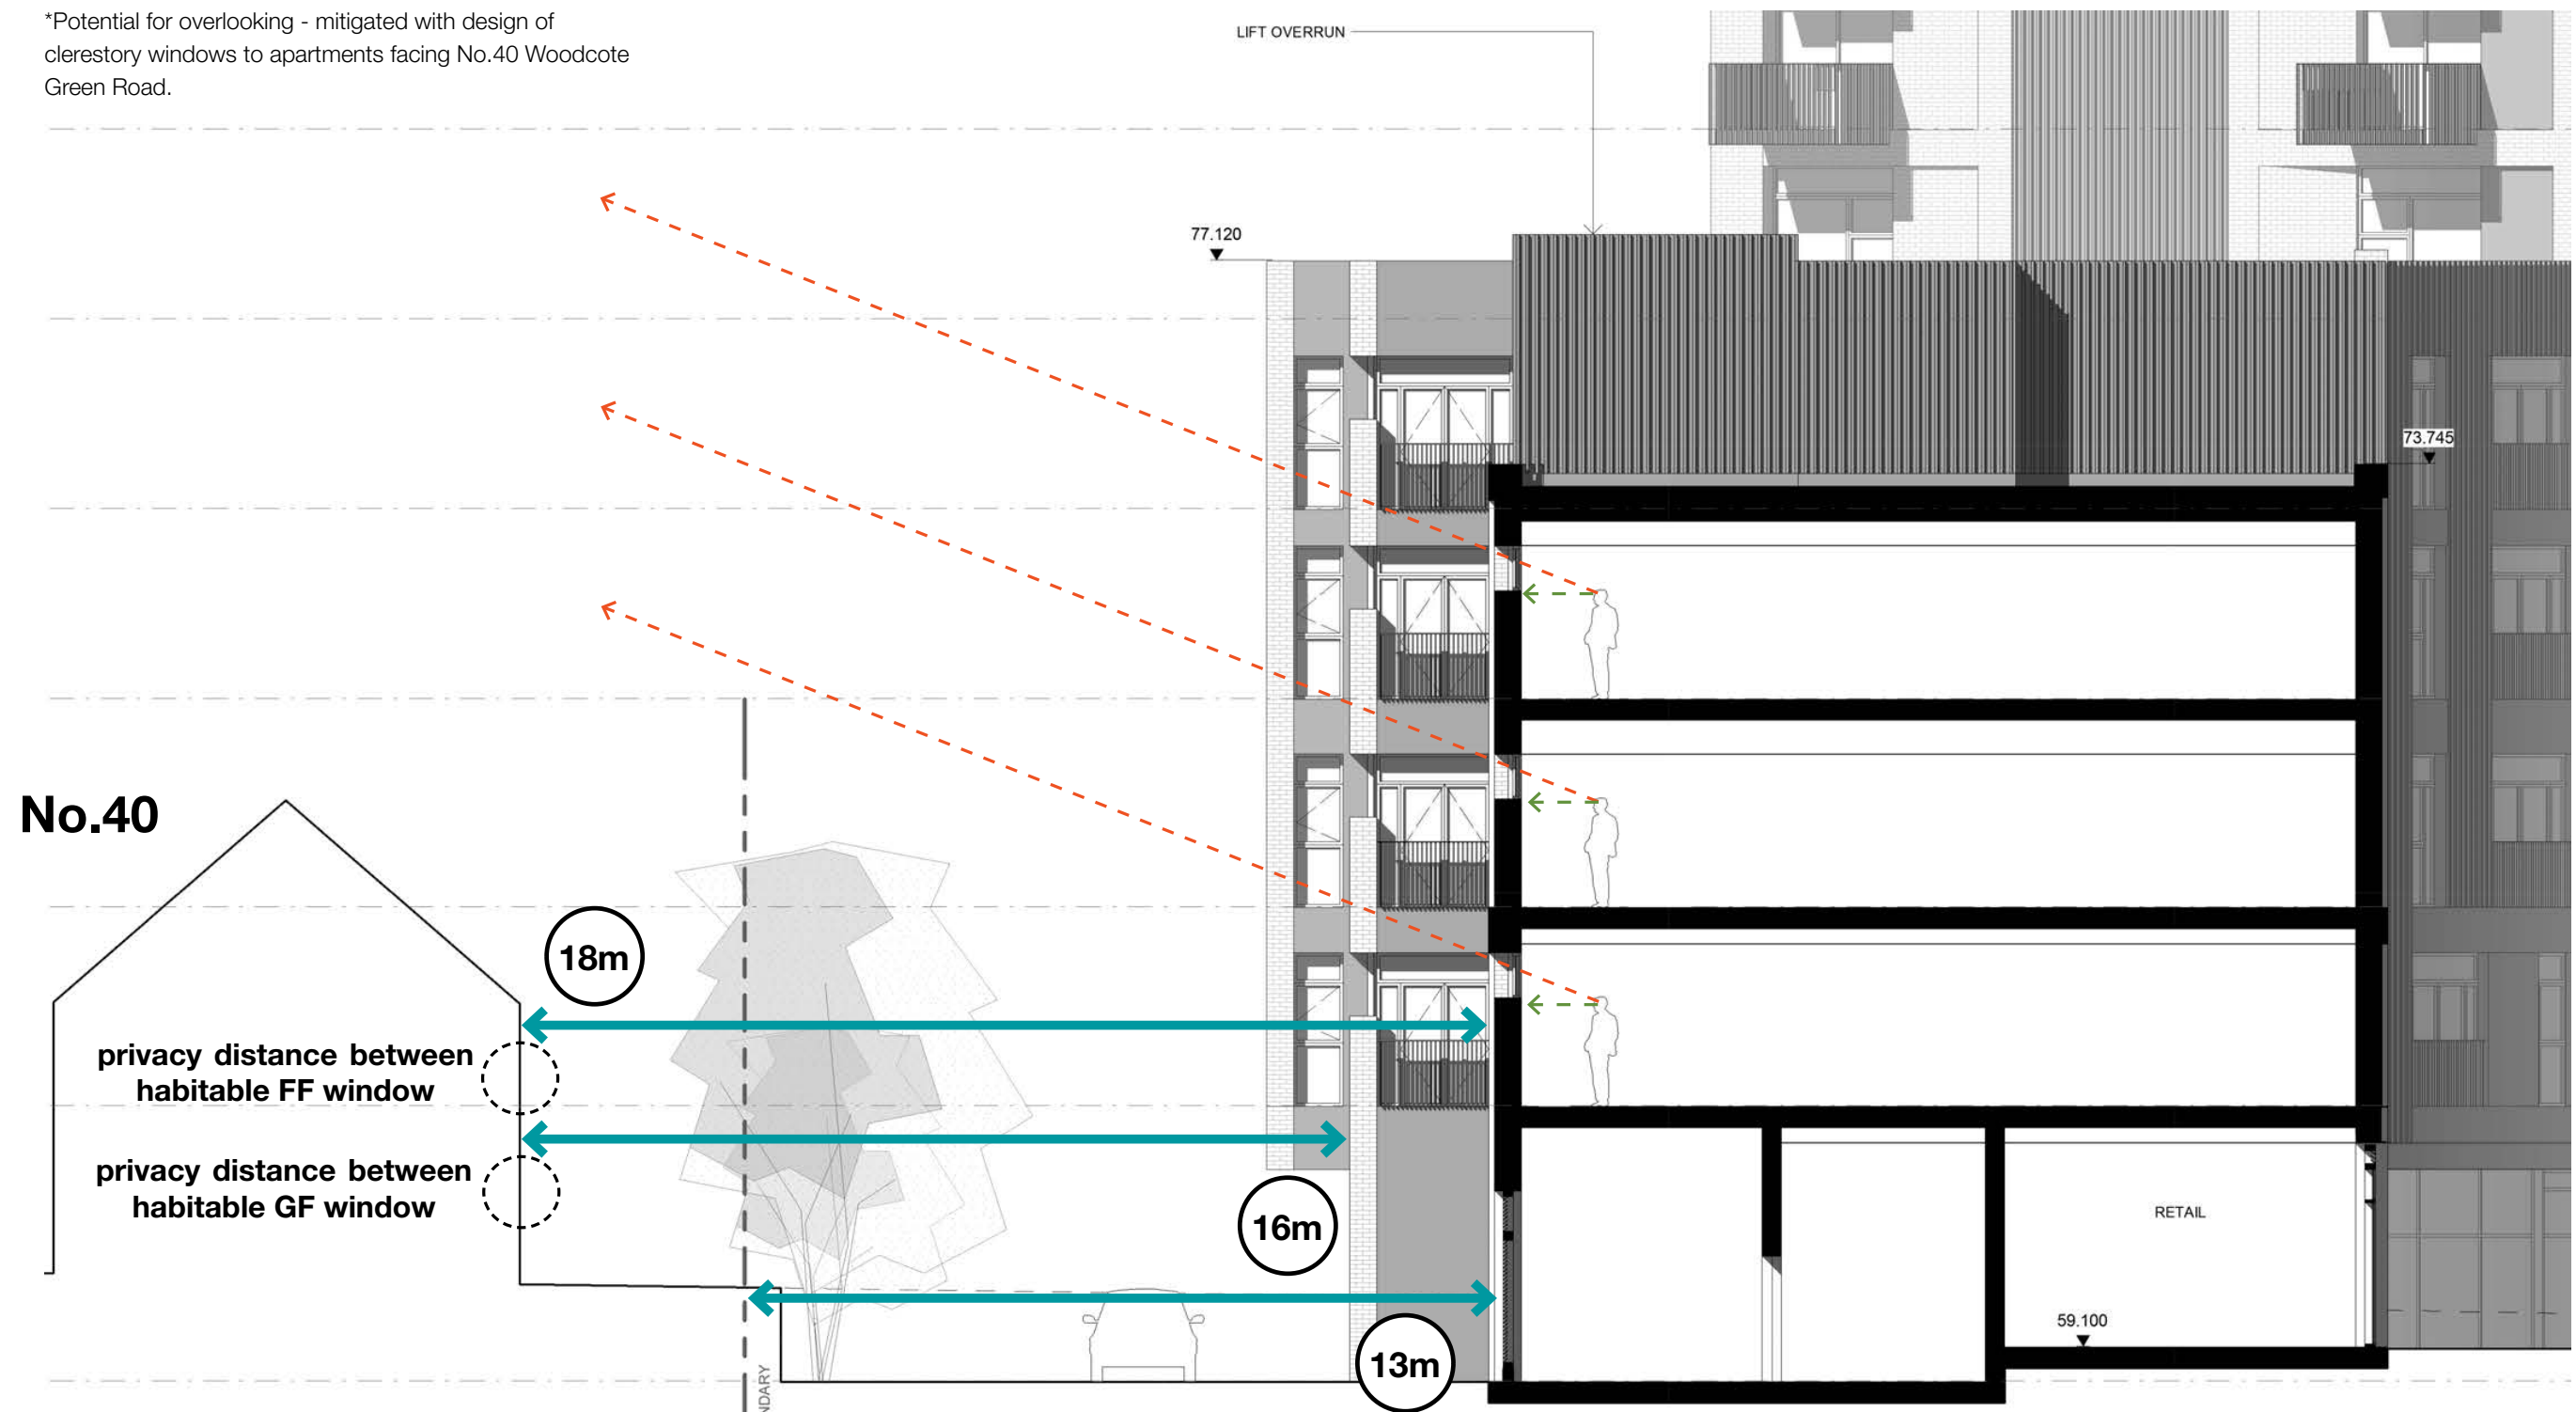 *Potential for overlooking - mitigated with design of
clerestory windows to apartments facing No.40 Woodcote
Green Road.
LIFT OVERRUN
77.120
73.745
No.40
18m
privacy distance between
habitable FF window
privacy distance between
habitable GF window
16m
RETAIL
59.100
13m